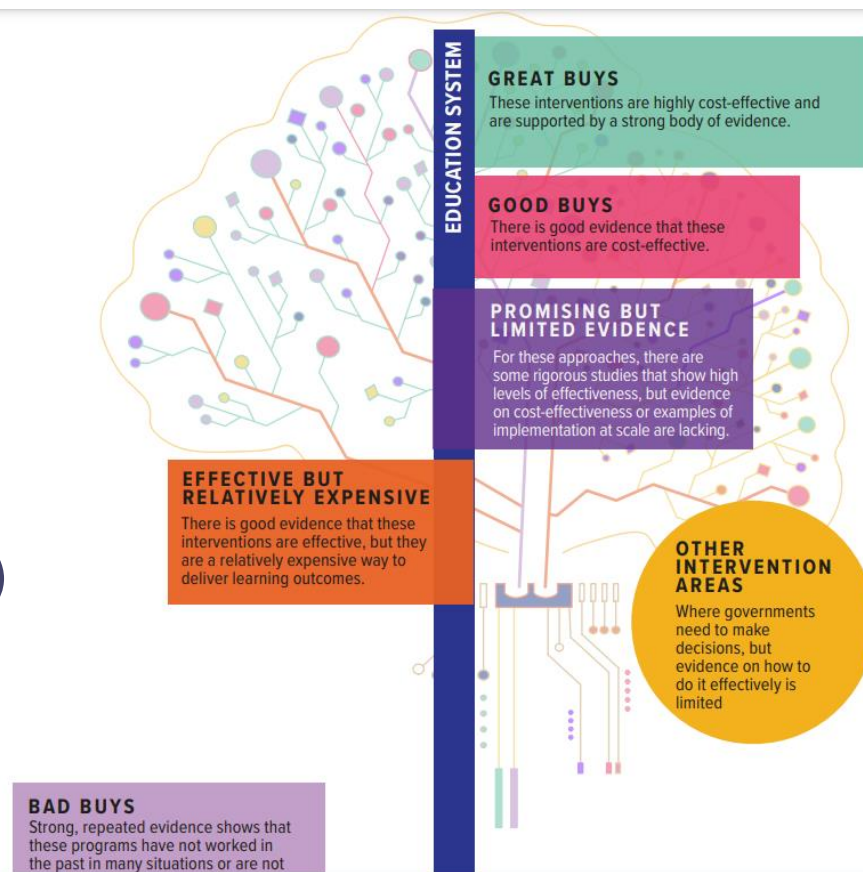 EDUCATION SYSTEM
GREAT BUYS
These interventions are highly cost-effective and
are supported by a strong body of evidence.
GOOD BUYS
There is good evidence that these
interventions are cost-effective.
PROMISING BUT
LIMITED EVIDENCE
For these approaches, there are
some rigorous studies that show high
levels of effectiveness, but evidence
on cost-effectiveness or examples of
implementation at scale are lacking.
EFFECTIVE BUT
RELATIVELY EXPENSIVE
There is good evidence that these
interventions are effective, but they
are a relatively expensive way to
deliver learning outcomes.
OTHER
INTERVENTION
AREAS
Where governments
need to make
decisions, but
evidence on how to
do it effectively is
limited
BAD BUYS
Strong, repeated evidence shows that
these programs have not worked in
the past in many situations or are not